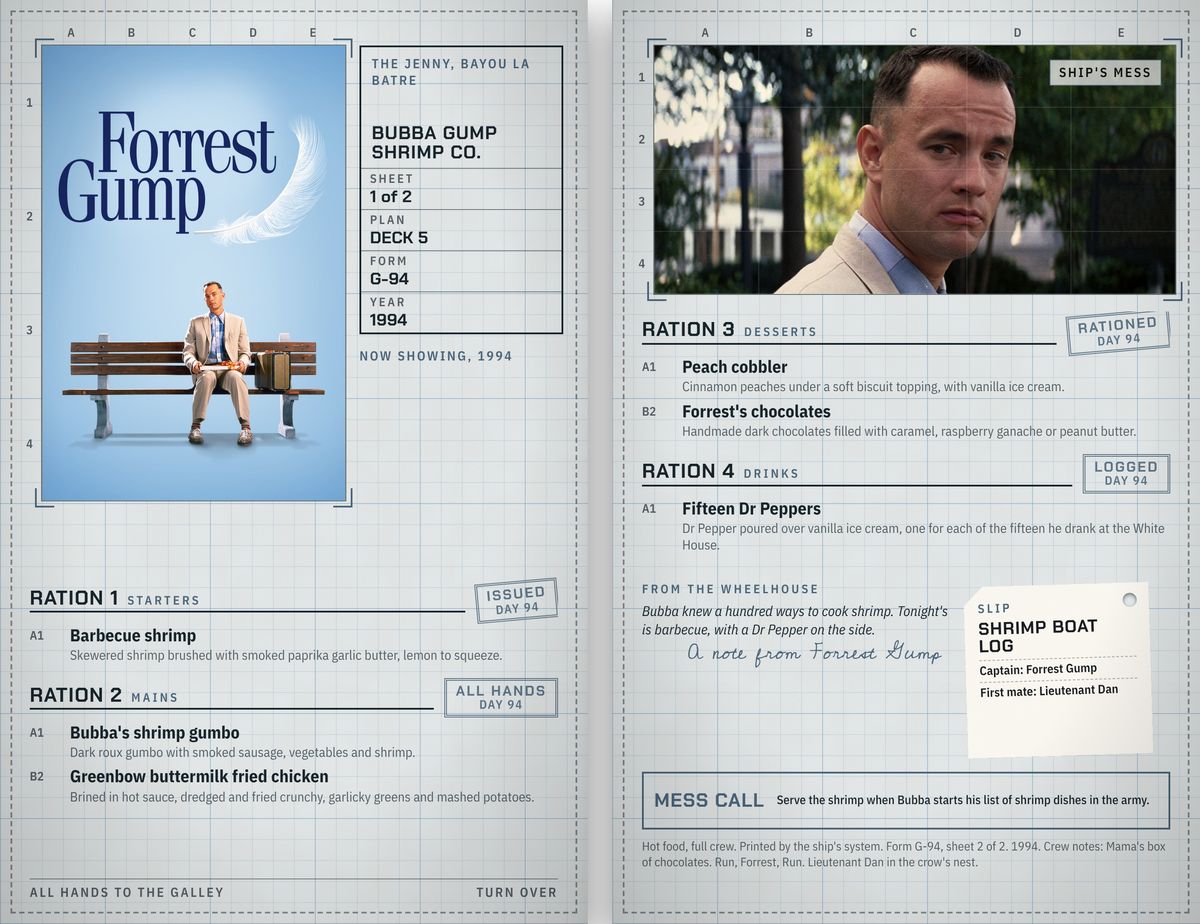 A B C D E
1
2
3
4
Forrest
Gump
THE JENNY, BAYOU LA
BATRE
BUBBA GUMP
SHRIMP CO.
SHEET
1 of 2
PLAN
DECK 5
FORM
G-94
YEAR
1994
NOW SHOWING, 1994
RATION 1 STARTERS
ISSUED
DAY 94
A1 Barbecue shrimp
Skewered shrimp brushed with smoked paprika garlic butter, lemon to squeeze.
RATION 2 MAINS
ALL HANDS
DAY 94
A1 Bubba's shrimp gumbo
Dark roux gumbo with smoked sausage, vegetables and shrimp.
B2 Greenbow buttermilk fried chicken
Brined in hot sauce, dredged and fried crunchy, garlicky greens and mashed potatoes.
ALL HANDS TO THE GALLEY TURN OVER
A B C D E
1
2
3
4
SHIP'S MESS
RATION 3 DESSERTS
RATIONED
DAY 94
A1 Peach cobbler
Cinnamon peaches under a soft biscuit topping, with vanilla ice cream.
B2 Forrest's chocolates
Handmade dark chocolates filled with caramel, raspberry ganache or peanut butter.
RATION 4 DRINKS
LOGGED
DAY 94
A1 Fifteen Dr Peppers
Dr Pepper poured over vanilla ice cream, one for each of the fifteen he drank at the White
House.
FROM THE WHEELHOUSE
Bubba knew a hundred ways to cook shrimp. Tonight's
is barbecue, with a Dr Pepper on the side.
A note from Forrest Gump
SLIP
SHRIMP BOAT
LOG
Captain: Forrest Gump
First mate: Lieutenant Dan
MESS CALL Serve the shrimp when Bubba starts his list of shrimp dishes in the army.
Hot food, full crew. Printed by the ship's system. Form G-94, sheet 2 of 2. 1994. Crew notes: Mama's box
of chocolates. Run, Forrest, Run. Lieutenant Dan in the crow's nest.